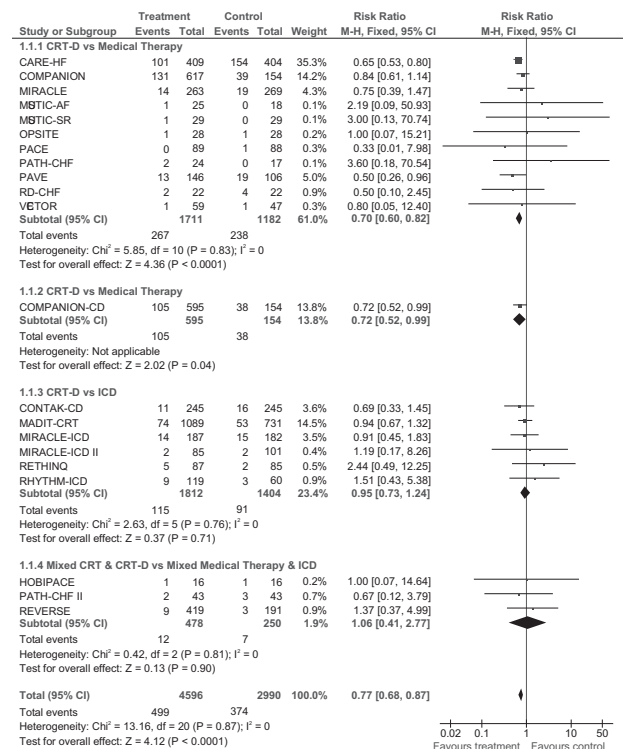 Treatment Control Risk Ratio Risk Ratio
Study or Subgroup Events Total Events Total Weight M-H, Fixed, 95% CI M-H, Fixed, 95% CI
1.1.1 CRT-D vs Medical Therapy
CARE-HF 101 409 154 404 35.3% 0.65 [0.53, 0.80]
COMPANION 131 617 39 154 14.2% 0.84 [0.61, 1.14]
MIRACLE 14 263 19 269 4.1% 0.75 [0.39, 1.47]
MUSTIC-AF 1 25 0 18 0.1% 2.19 [0.09, 50.93]
MUSTIC-SR 1 29 0 29 0.1% 3.00 [0.13, 70.74]
OPSITE 1 28 1 28 0.2% 1.00 [0.07, 15.21]
PACE 0 89 1 88 0.3% 0.33 [0.01, 7.98]
PATH-CHF 2 24 0 17 0.1% 3.60 [0.18, 70.54]
PAVE 13 146 19 106 4.5% 0.50 [0.26, 0.96]
RD-CHF 2 22 4 22 0.9% 0.50 [0.10, 2.45]
VECTOR 1 59 1 47 0.2% 0.80 [0.05, 12.40]
Subtotal (95% CI) 1711 1182 61.0% 0.70 [0.60, 0.82]
Total events 267 238
Heterogeneity: Chi² = 5.85, df = 10 (P = 0.83); I² = 0
Test for overall effect: Z = 4.36 (P < 0.0001)
1.1.2 CRT-D vs Medical Therapy
COMPANION-CD 105 595 38 154 13.8% 0.72 [0.52, 0.99]
Subtotal (95% CI) 595 154 13.8% 0.72 [0.52, 0.99]
Total events 105 38
Heterogeneity: Not applicable
Test for overall effect: Z = 2.02 (P = 0.04)
1.1.3 CRT-D vs ICD
CONTAK-CD 11 245 16 245 3.6% 0.69 [0.33, 1.45]
MADIT-CRT 74 1089 53 731 14.5% 0.94 [0.67, 1.32]
MIRACLE-ICD 14 187 15 182 3.5% 0.91 [0.45, 1.83]
MIRACLE-ICD II 2 85 2 101 0.4% 1.19 [0.17, 8.26]
RETHINQ 5 87 2 85 0.5% 2.44 [0.49, 12.25]
RHYTHM-ICD 9 119 3 60 0.9% 1.51 [0.43, 5.38]
Subtotal (95% CI) 1812 1404 23.4% 0.95 [0.73, 1.24]
Total events 115 91
Heterogeneity: Chi² = 2.63, df = 5 (P = 0.76); I² = 0
Test for overall effect: Z = 0.37 (P = 0.71)
1.1.4 Mixed CRT & CRT-D vs Mixed Medical Therapy & ICD
HOBIPACE 1 16 1 16 0.2% 1.00 [0.07, 14.64]
PATH-CHF II 2 43 3 43 0.7% 0.67 [0.12, 3.79]
REVERSE 9 419 3 191 0.9% 1.37 [0.37, 4.99]
Subtotal (95% CI) 478 250 1.9% 1.06 [0.41, 2.77]
Total events 12 7
Heterogeneity: Chi² = 0.42, df = 2 (P = 0.81); I² = 0
Test for overall effect: Z = 0.13 (P = 0.90)
Total (95% CI) 4596 2990 100.0% 0.77 [0.68, 0.87]
Total events 499 374
Heterogeneity: Chi² = 13.16, df = 20 (P = 0.87); I² = 0
Test for overall effect: Z = 4.12 (P < 0.0001)
0.02 0.1 1 10 50
Favours treatment Favours control